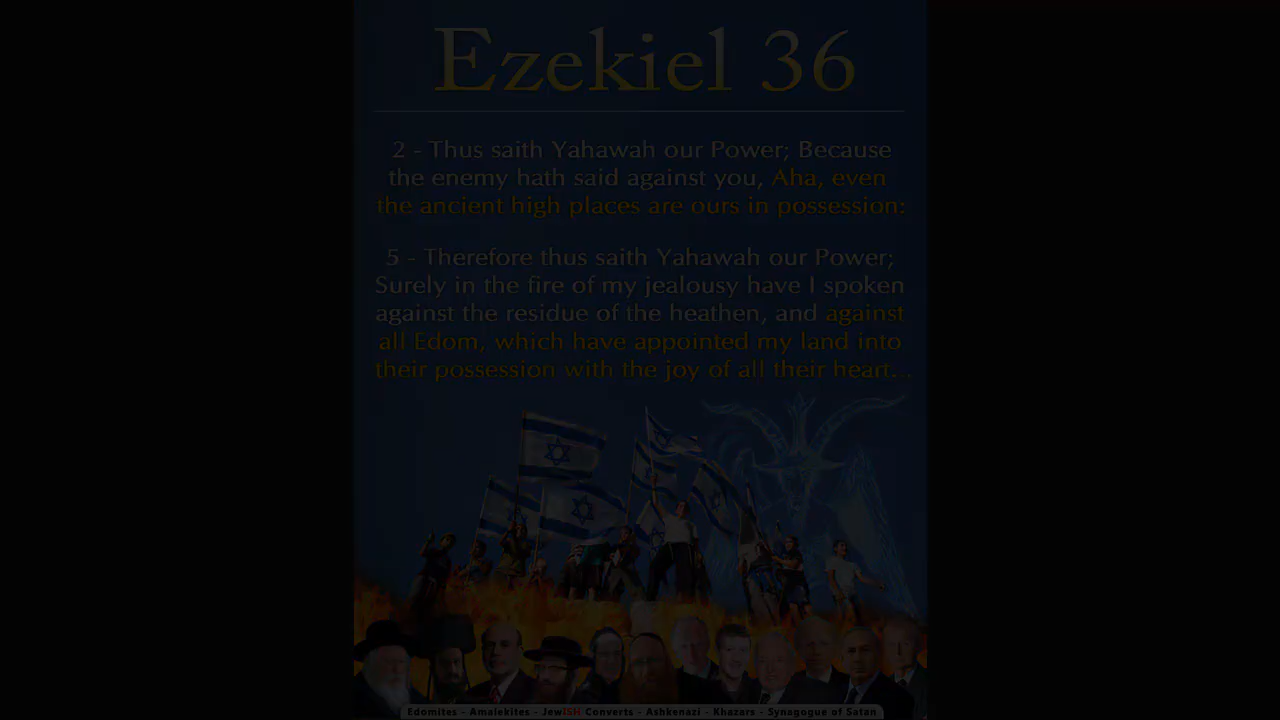 Ezekiel 36
2 - Thus saith Yahawah our Power; Because
the enemy hath said against you, Aha, even
the ancient high places are ours in possession:
5 - Therefore thus saith Yahawah our Power;
Surely in the fire of my jealousy have I spoken
against the residue of the heathen, and against
all Edom, which have appointed my land into
their possession with the joy of all their heart. .
Edomites - Amalekites - JewISH Converts - Ashkenazi - Khazars - Synagogue of Satan